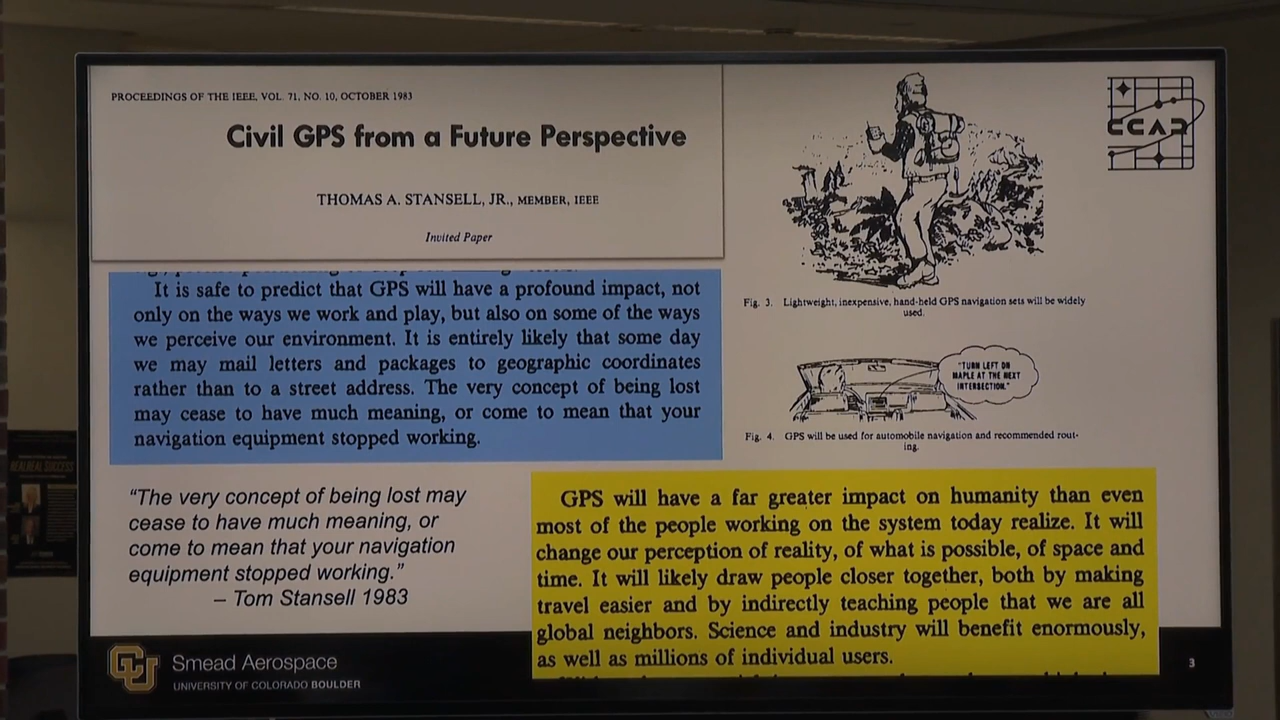 PROCEEDINGS OF THE IEEE, VOL. 71, NO. 10, OCTOBER 1983
Civil GPS from a Future Perspective
THOMAS A. STANSELL, JR., MEMBER, IEEE
Invited Paper
It is safe to predict that GPS will have a profound impact, not
only on the ways we work and play, but also on some of the ways
we perceive our environment. It is entirely likely that some day
we may mail letters and packages to geographic coordinates
rather than to a street address. The very concept of being lost
may cease to have much meaning, or come to mean that your
navigation equipment stopped working.
“The very concept of being lost may
cease to have much meaning, or
come to mean that your navigation
equipment stopped working.”
– Tom Stansell 1983
CCAR
Fig. 3. Lightweight, inexpensive, hand-held GPS navigation sets will be widely
used.
"TURN LEFT ON
MAPLE AT THE NEXT
INTERSECTION."
Fig. 4. GPS will be used for automobile navigation and recommended rout-
ing.
GPS will have a far greater impact on humanity than even
most of the people working on the system today realize. It will
change our perception of reality, of what is possible, of space and
time. It will likely draw people closer together, both by making
travel easier and by indirectly teaching people that we are all
global neighbors. Science and industry will benefit enormously,
as well as millions of individual users.
CU
Smead Aerospace
UNIVERSITY OF COLORADO BOULDER
3